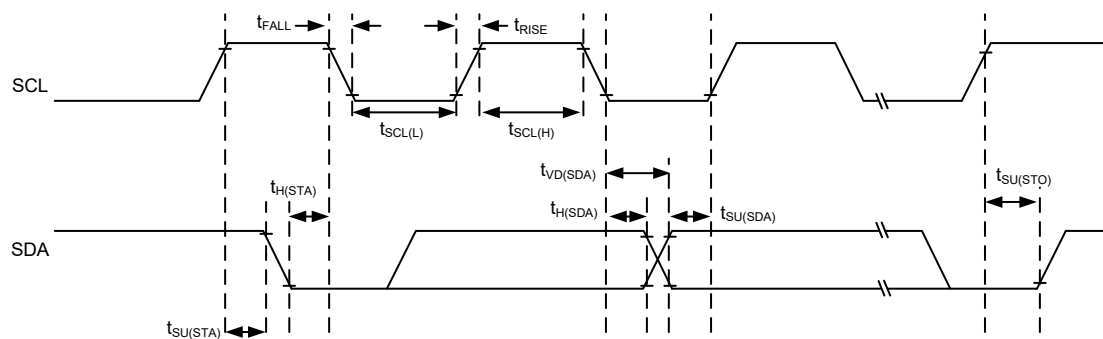 tFALL
tRISE
SCL
tSCL(L)
tSCL(H)
tVD(SDA)
tH(STA)
tSU(STO)
tH(SDA)
tSU(SDA)
SDA
tSU(STA)